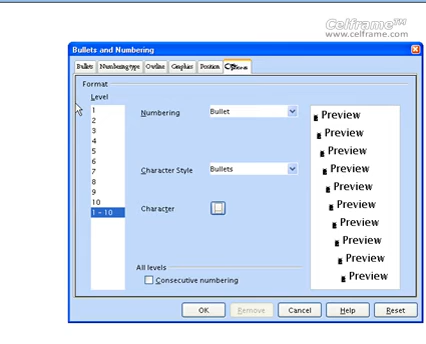 Celframe™
www.celframe.com
Bullets and Numbering
Bullets Numbering type Outline Graphics Position Options
Format
Level
1
2
3
4
5
6
7
8
9
10
1 - 10
Numbering Bullet
Character Style Bullets
Character
All levels
Consecutive numbering
Preview
Preview
Preview
Preview
Preview
Preview
Preview
Preview
Preview
Preview
OK Remove Cancel Help Reset